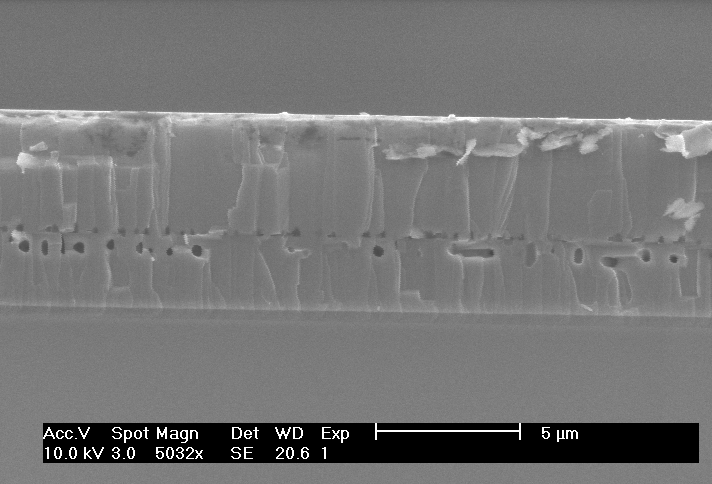 Acc.V Spot Magn Det WD Exp 5 µm
10.0 kV 3.0 5032x SE 20.6 1